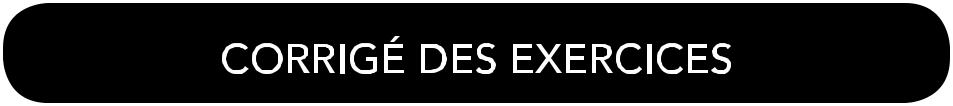 CORRIGÉ DES EXERCICES